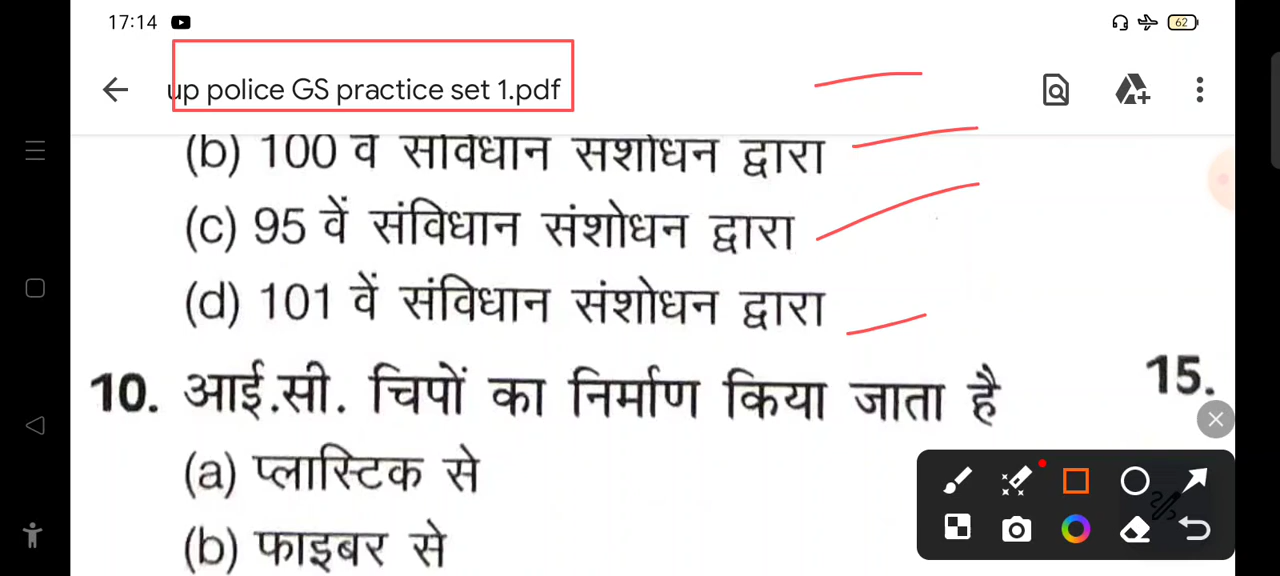 17:14
62
up police GS practice set 1.pdf
(b) 100 वें संविधान संशोधन द्वारा
(c) 95 वें संविधान संशोधन द्वारा
(d) 101 वें संविधान संशोधन द्वारा
10. आई.सी. चिपों का निर्माण किया जाता है
15.
(a) प्लास्टिक से
(b) फाइबर से